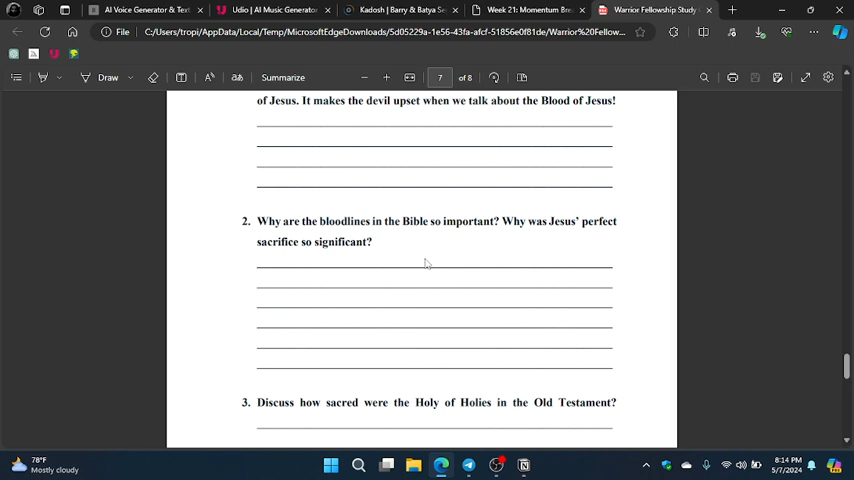 AI Voice Generator & Text
Udio | AI Music Generator
Kadosh | Barry & Batya Se
Week 21: Momentum Bre
Warrior Fellowship Study
File
C:/Users/tropi/AppData/Local/Temp/MicrosoftEdgeDownloads/5d05229a-1e56-43fa-afcf-51856e0f81de/Warrior%20Fellow...
Draw
aあ
Summarize
7
of 8
of Jesus. It makes the devil upset when we talk about the Blood of Jesus!
2. Why are the bloodlines in the Bible so important? Why was Jesus’ perfect
sacrifice so significant?
3. Discuss how sacred were the Holy of Holies in the Old Testament?
78°F
Mostly cloudy
8:14 PM
5/7/2024